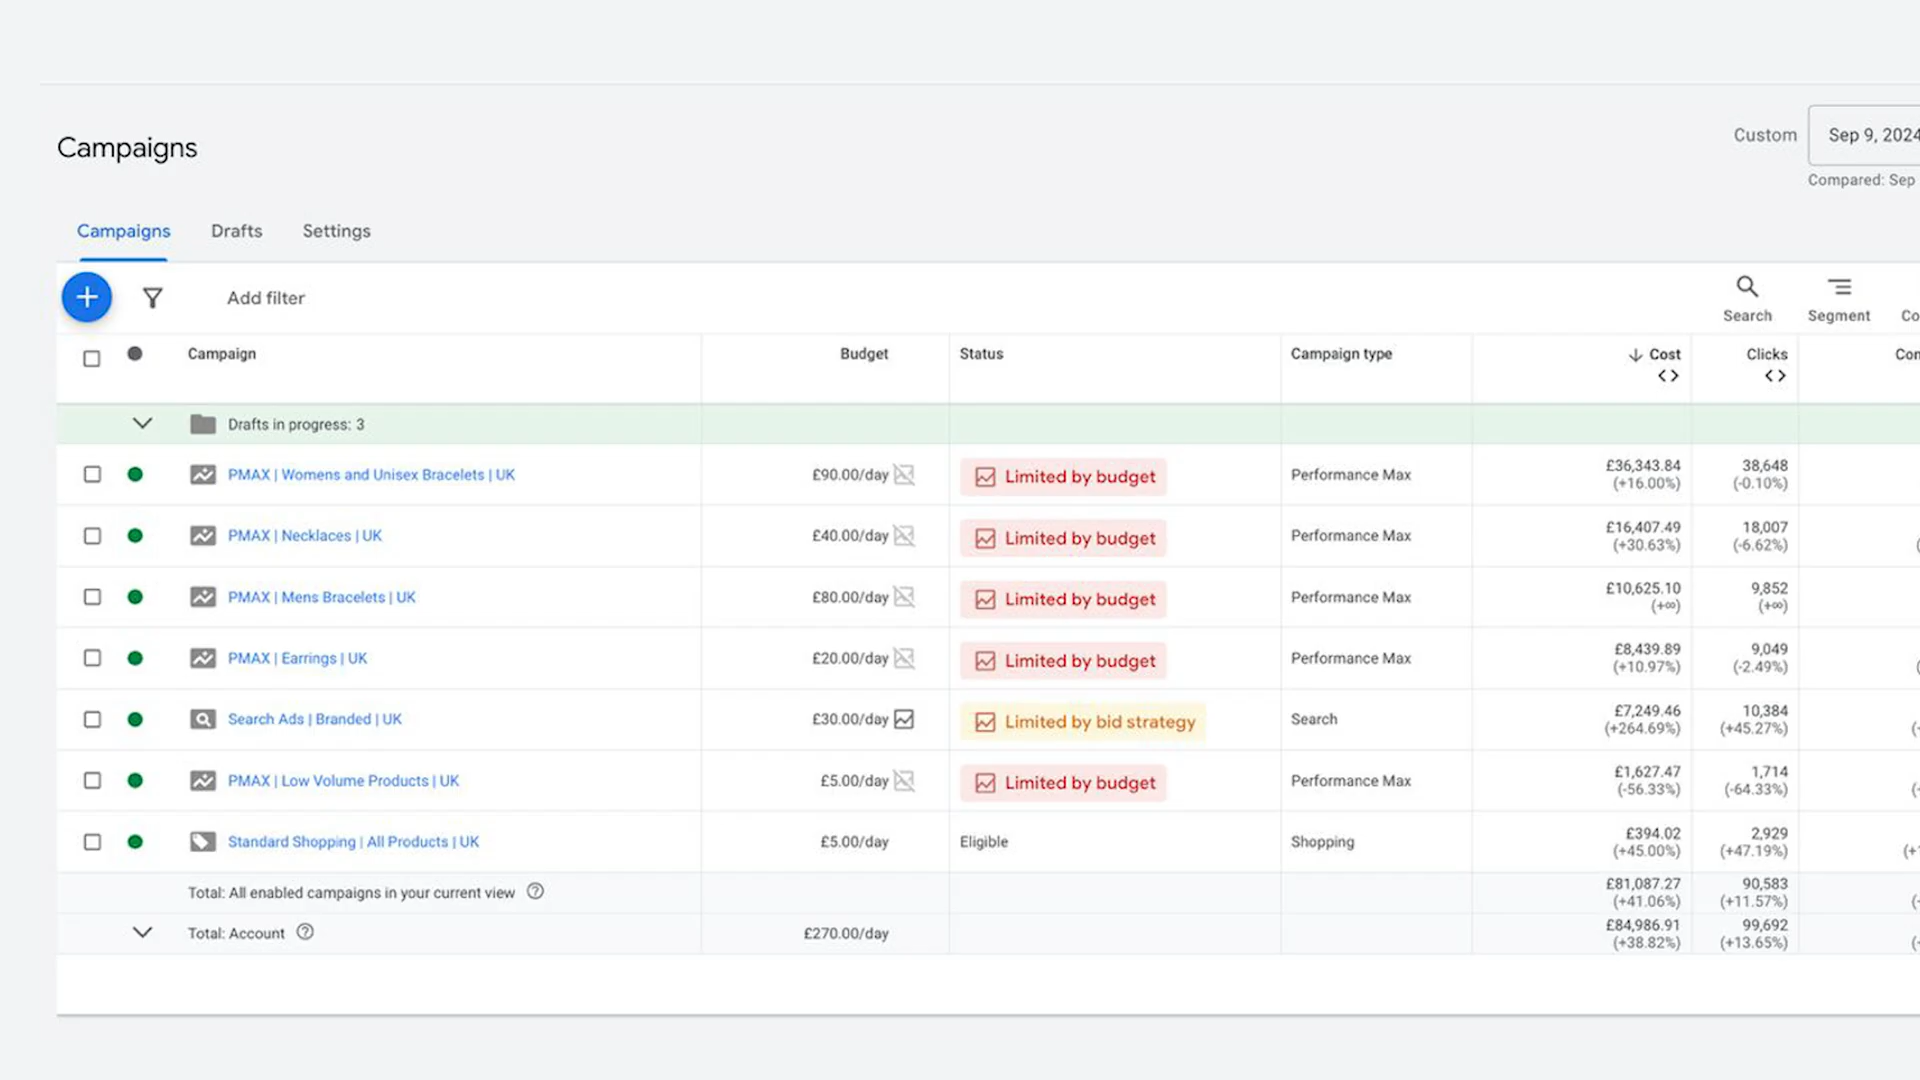 Campaigns
Custom
Sep 9, 2024
Compared: Sep
Campaigns
Drafts
Settings
Add filter
Search
Segment
Co
Campaign
Budget
Status
Campaign type
Cost
Clicks
Con
Drafts in progress: 3
PMAX | Womens and Unisex Bracelets | UK
£90.00/day
Limited by budget
Performance Max
£36,343.84
(+16.00%)
38,648
(-0.10%)
PMAX | Necklaces | UK
£40.00/day
Limited by budget
Performance Max
£16,407.49
(+30.63%)
18,007
(-6.62%)
PMAX | Mens Bracelets | UK
£80.00/day
Limited by budget
Performance Max
£10,625.10
(+∞)
9,852
(+∞)
PMAX | Earrings | UK
£20.00/day
Limited by budget
Performance Max
£8,439.89
(+10.97%)
9,049
(-2.49%)
Search Ads | Branded | UK
£30.00/day
Limited by bid strategy
Search
£7,249.46
(+264.69%)
10,384
(+45.27%)
PMAX | Low Volume Products | UK
£5.00/day
Limited by budget
Performance Max
£1,627.47
(-56.33%)
1,714
(-64.33%)
Standard Shopping | All Products | UK
£5.00/day
Eligible
Shopping
£394.02
(+45.00%)
2,929
(+47.19%)
Total: All enabled campaigns in your current view
£81,087.27
(+41.06%)
90,583
(+11.57%)
Total: Account
£270.00/day
£84,986.91
(+38.82%)
99,692
(+13.65%)